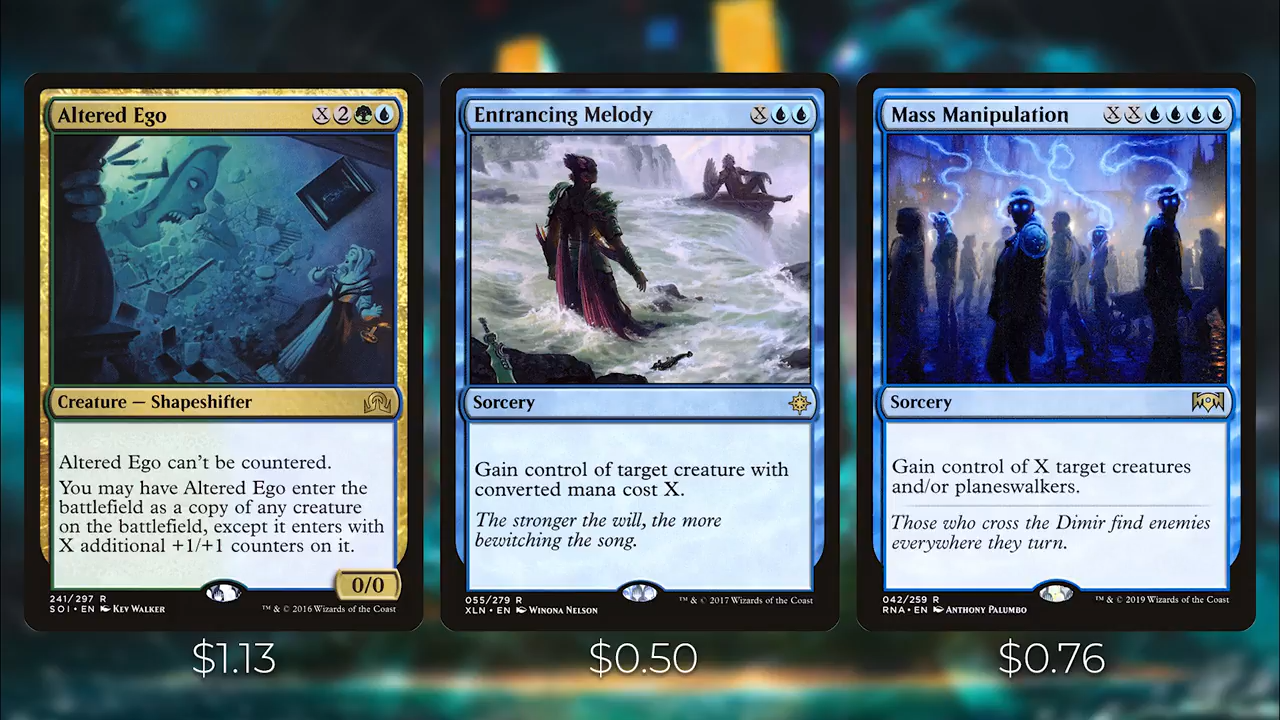 Altered Ego X2
Creature — Shapeshifter
Altered Ego can't be countered.
You may have Altered Ego enter the
battlefield as a copy of any creature
on the battlefield, except it enters with
X additional +1/+1 counters on it.
0/0
241/297 R
SOI • EN Kev Walker
™ & © 2016 Wizards of the Coast
$1.13
Entrancing Melody X
Sorcery
Gain control of target creature with
converted mana cost X.
The stronger the will, the more
bewitching the song.
055/279 R
XLN • EN Winona Nelson
™ & © 2017 Wizards of the Coast
$0.50
Mass Manipulation XX
Sorcery
Gain control of X target creatures
and/or planeswalkers.
Those who cross the Dimir find enemies
everywhere they turn.
042/259 R
RNA • EN Anthony Palumbo
™ & © 2019 Wizards of the Coast
$0.76